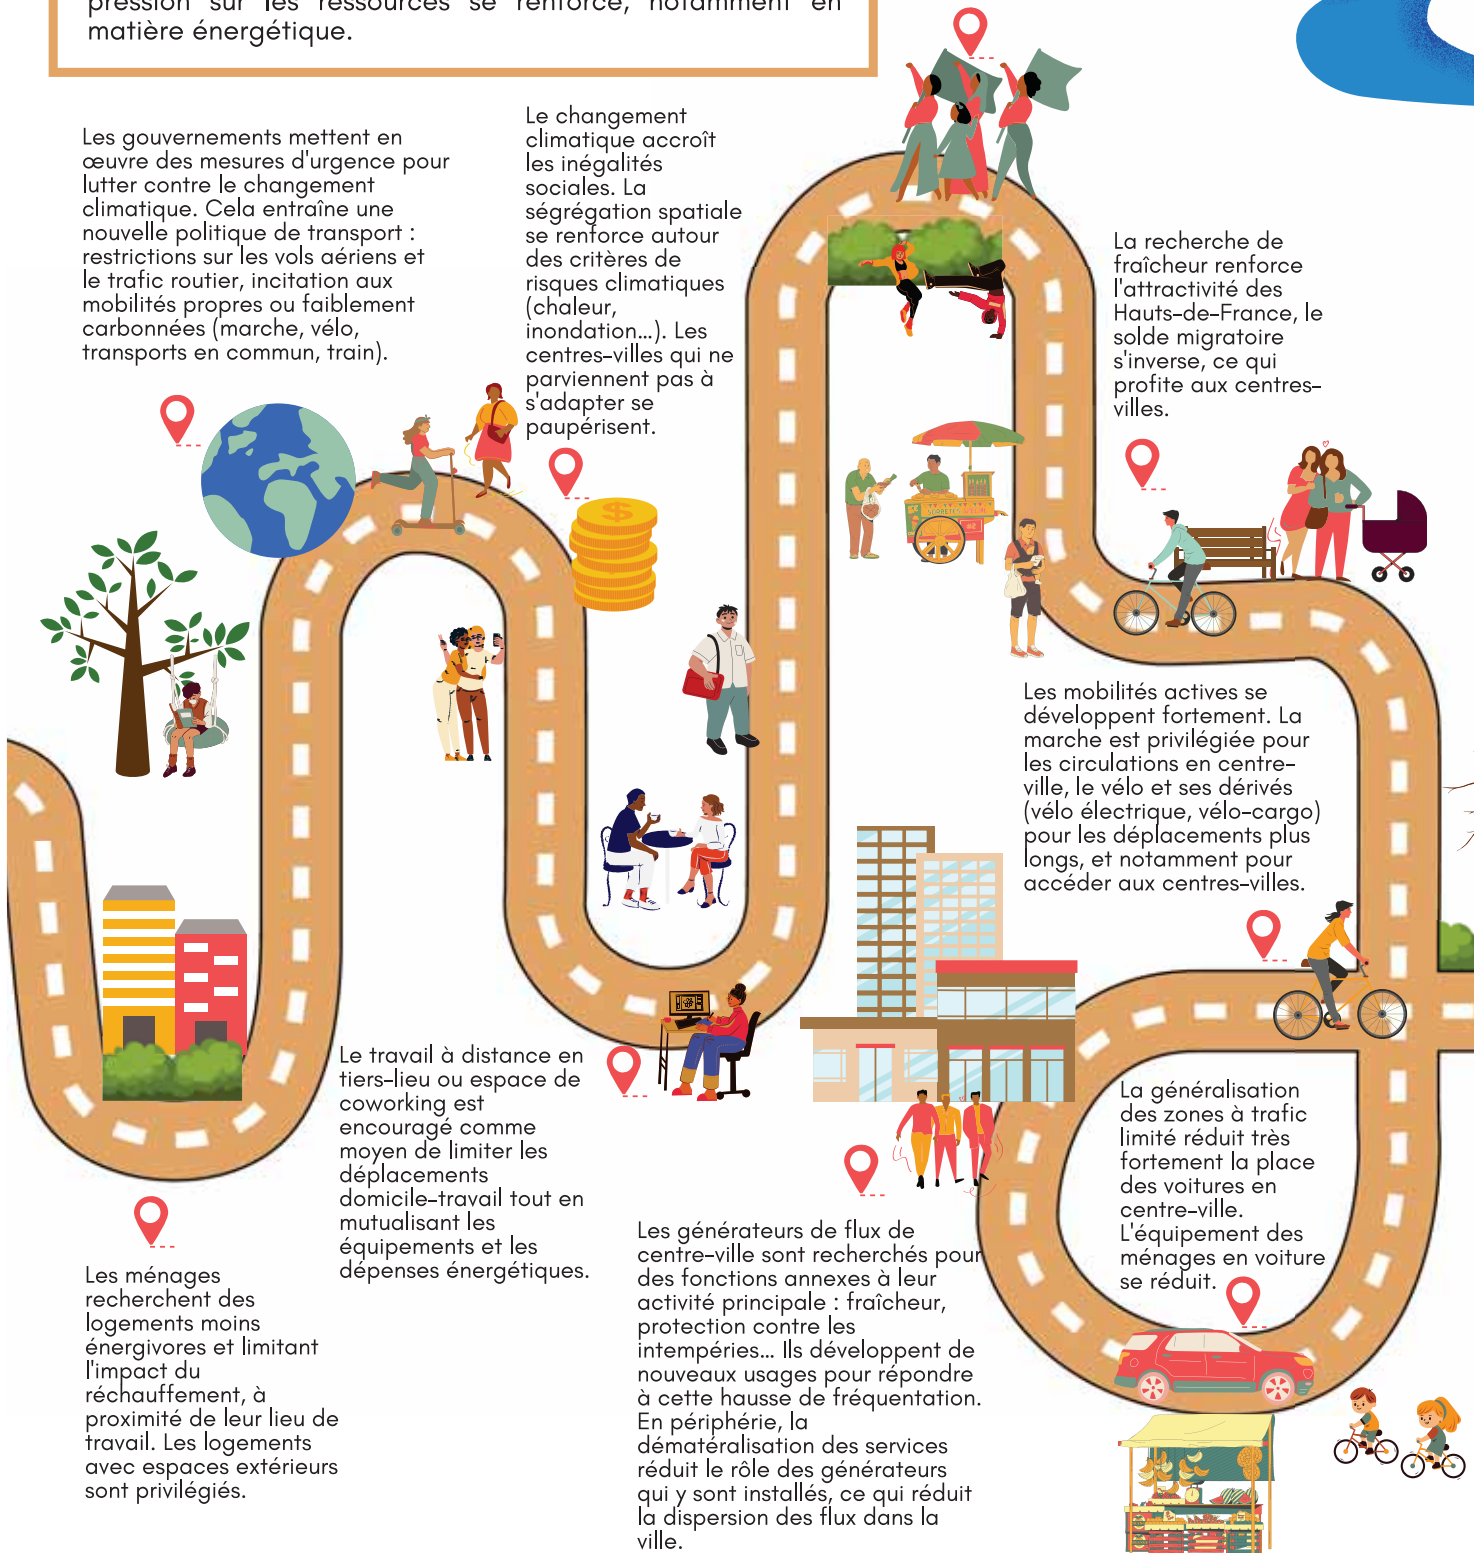 pression sur les ressources se renforce, notamment en
matière énergétique.
Les gouvernements mettent en
œuvre des mesures d'urgence pour
lutter contre le changement
climatique. Cela entraîne une
nouvelle politique de transport :
restrictions sur les vols aériens et
le trafic routier, incitation aux
mobilités propres ou faiblement
carbonnées (marche, vélo,
transports en commun, train).
Le changement
climatique accroît
les inégalités
sociales. La
ségrégation spatiale
se renforce autour
des critères de
risques climatiques
(chaleur,
inondation...). Les
centres-villes qui ne
parviennent pas à
s'adapter se
paupérisent.
La recherche de
fraîcheur renforce
l'attractivité des
Hauts-de-France, le
solde migratoire
s'inverse, ce qui
profite aux centres-
villes.
Les mobilités actives se
développent fortement. La
marche est privilégiée pour
les circulations en centre-
ville, le vélo et ses dérivés
(vélo électrique, vélo-cargo)
pour les déplacements plus
longs, et notamment pour
accéder aux centres-villes.
Le travail à distance en
tiers-lieu ou espace de
coworking est
encouragé comme
moyen de limiter les
déplacements
domicile-travail tout en
mutualisant les
équipements et les
dépenses énergétiques.
La généralisation
des zones à trafic
limité réduit très
fortement la place
des voitures en
centre-ville.
L'équipement des
ménages en voiture
se réduit.
Les ménages
recherchent des
logements moins
énergivores et limitant
l'impact du
réchauffement, à
proximité de leur lieu de
travail. Les logements
avec espaces extérieurs
sont privilégiés.
Les générateurs de flux de
centre-ville sont recherchés pour
des fonctions annexes à leur
activité principale : fraîcheur,
protection contre les
intempéries... Ils développent de
nouveaux usages pour répondre
à cette hausse de fréquentation.
En périphérie, la
dématéralisation des services
réduit le rôle des générateurs
qui y sont installés, ce qui réduit
la dispersion des flux dans la
ville.